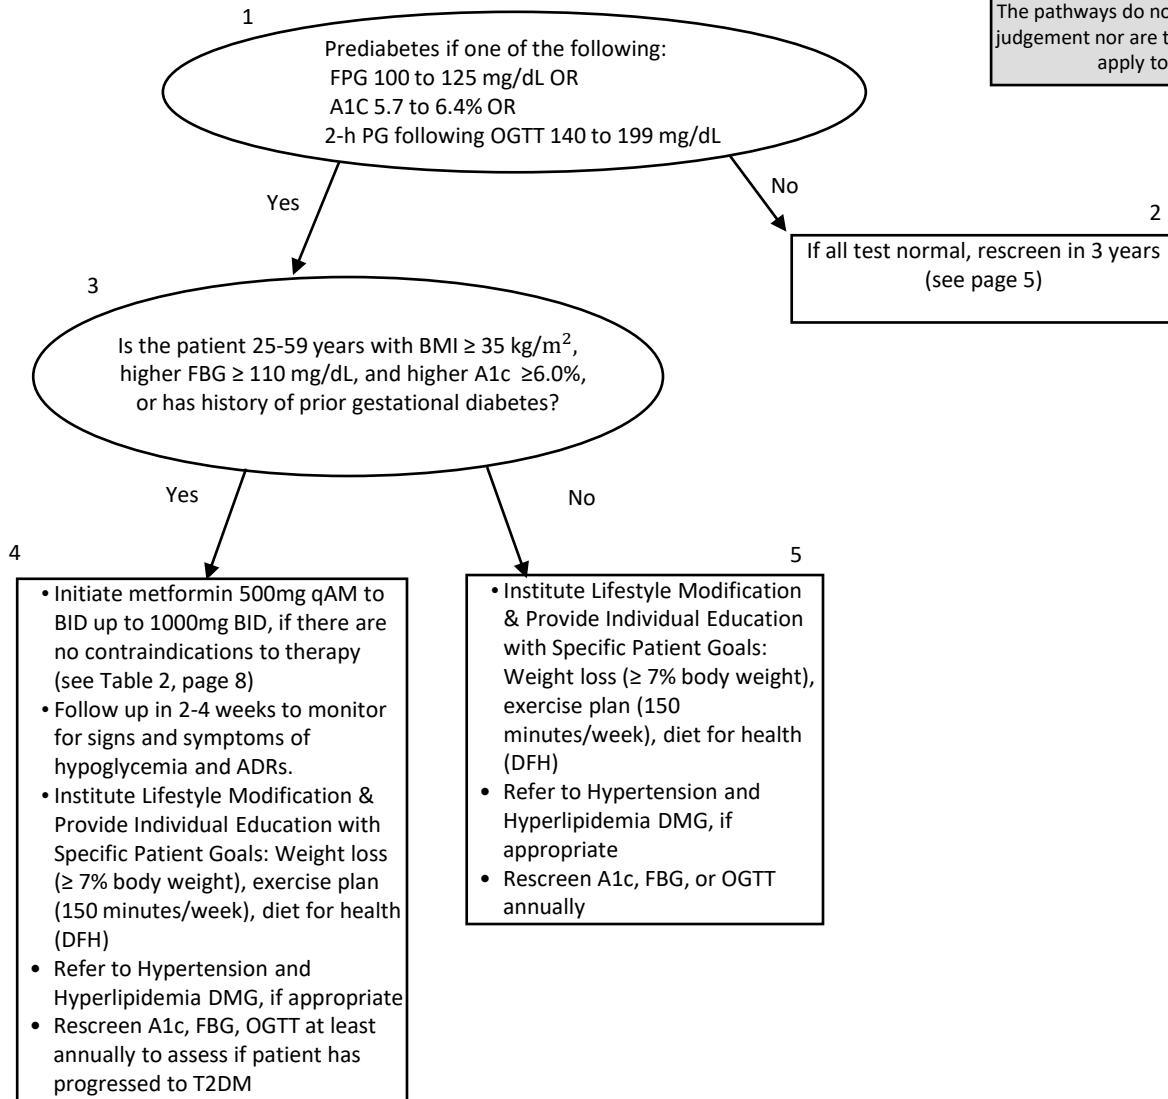 The pathways do no
judgement nor are t
apply to
1
Prediabetes if one of the following:
FPG 100 to 125 mg/dL OR
A1C 5.7 to 6.4% OR
2-h PG following OGTT 140 to 199 mg/dL
Yes
No
2
If all test normal, rescreen in 3 years
(see page 5)
3
Is the patient 25-59 years with BMI ≥ 35 kg/m²,
higher FBG ≥ 110 mg/dL, and higher A1c ≥6.0%,
or has history of prior gestational diabetes?
Yes
No
4
• Initiate metformin 500mg qAM to
BID up to 1000mg BID, if there are
no contraindications to therapy
(see Table 2, page 8)
• Follow up in 2-4 weeks to monitor
for signs and symptoms of
hypoglycemia and ADRs.
• Institute Lifestyle Modification &
Provide Individual Education with
Specific Patient Goals: Weight loss
(≥ 7% body weight), exercise plan
(150 minutes/week), diet for health
(DFH)
• Refer to Hypertension and
Hyperlipidemia DMG, if appropriate
• Rescreen A1c, FBG, OGTT at least
annually to assess if patient has
progressed to T2DM
5
• Institute Lifestyle Modification
& Provide Individual Education
with Specific Patient Goals:
Weight loss (≥ 7% body weight),
exercise plan (150
minutes/week), diet for health
(DFH)
• Refer to Hypertension and
Hyperlipidemia DMG, if
appropriate
• Rescreen A1c, FBG, or OGTT
annually